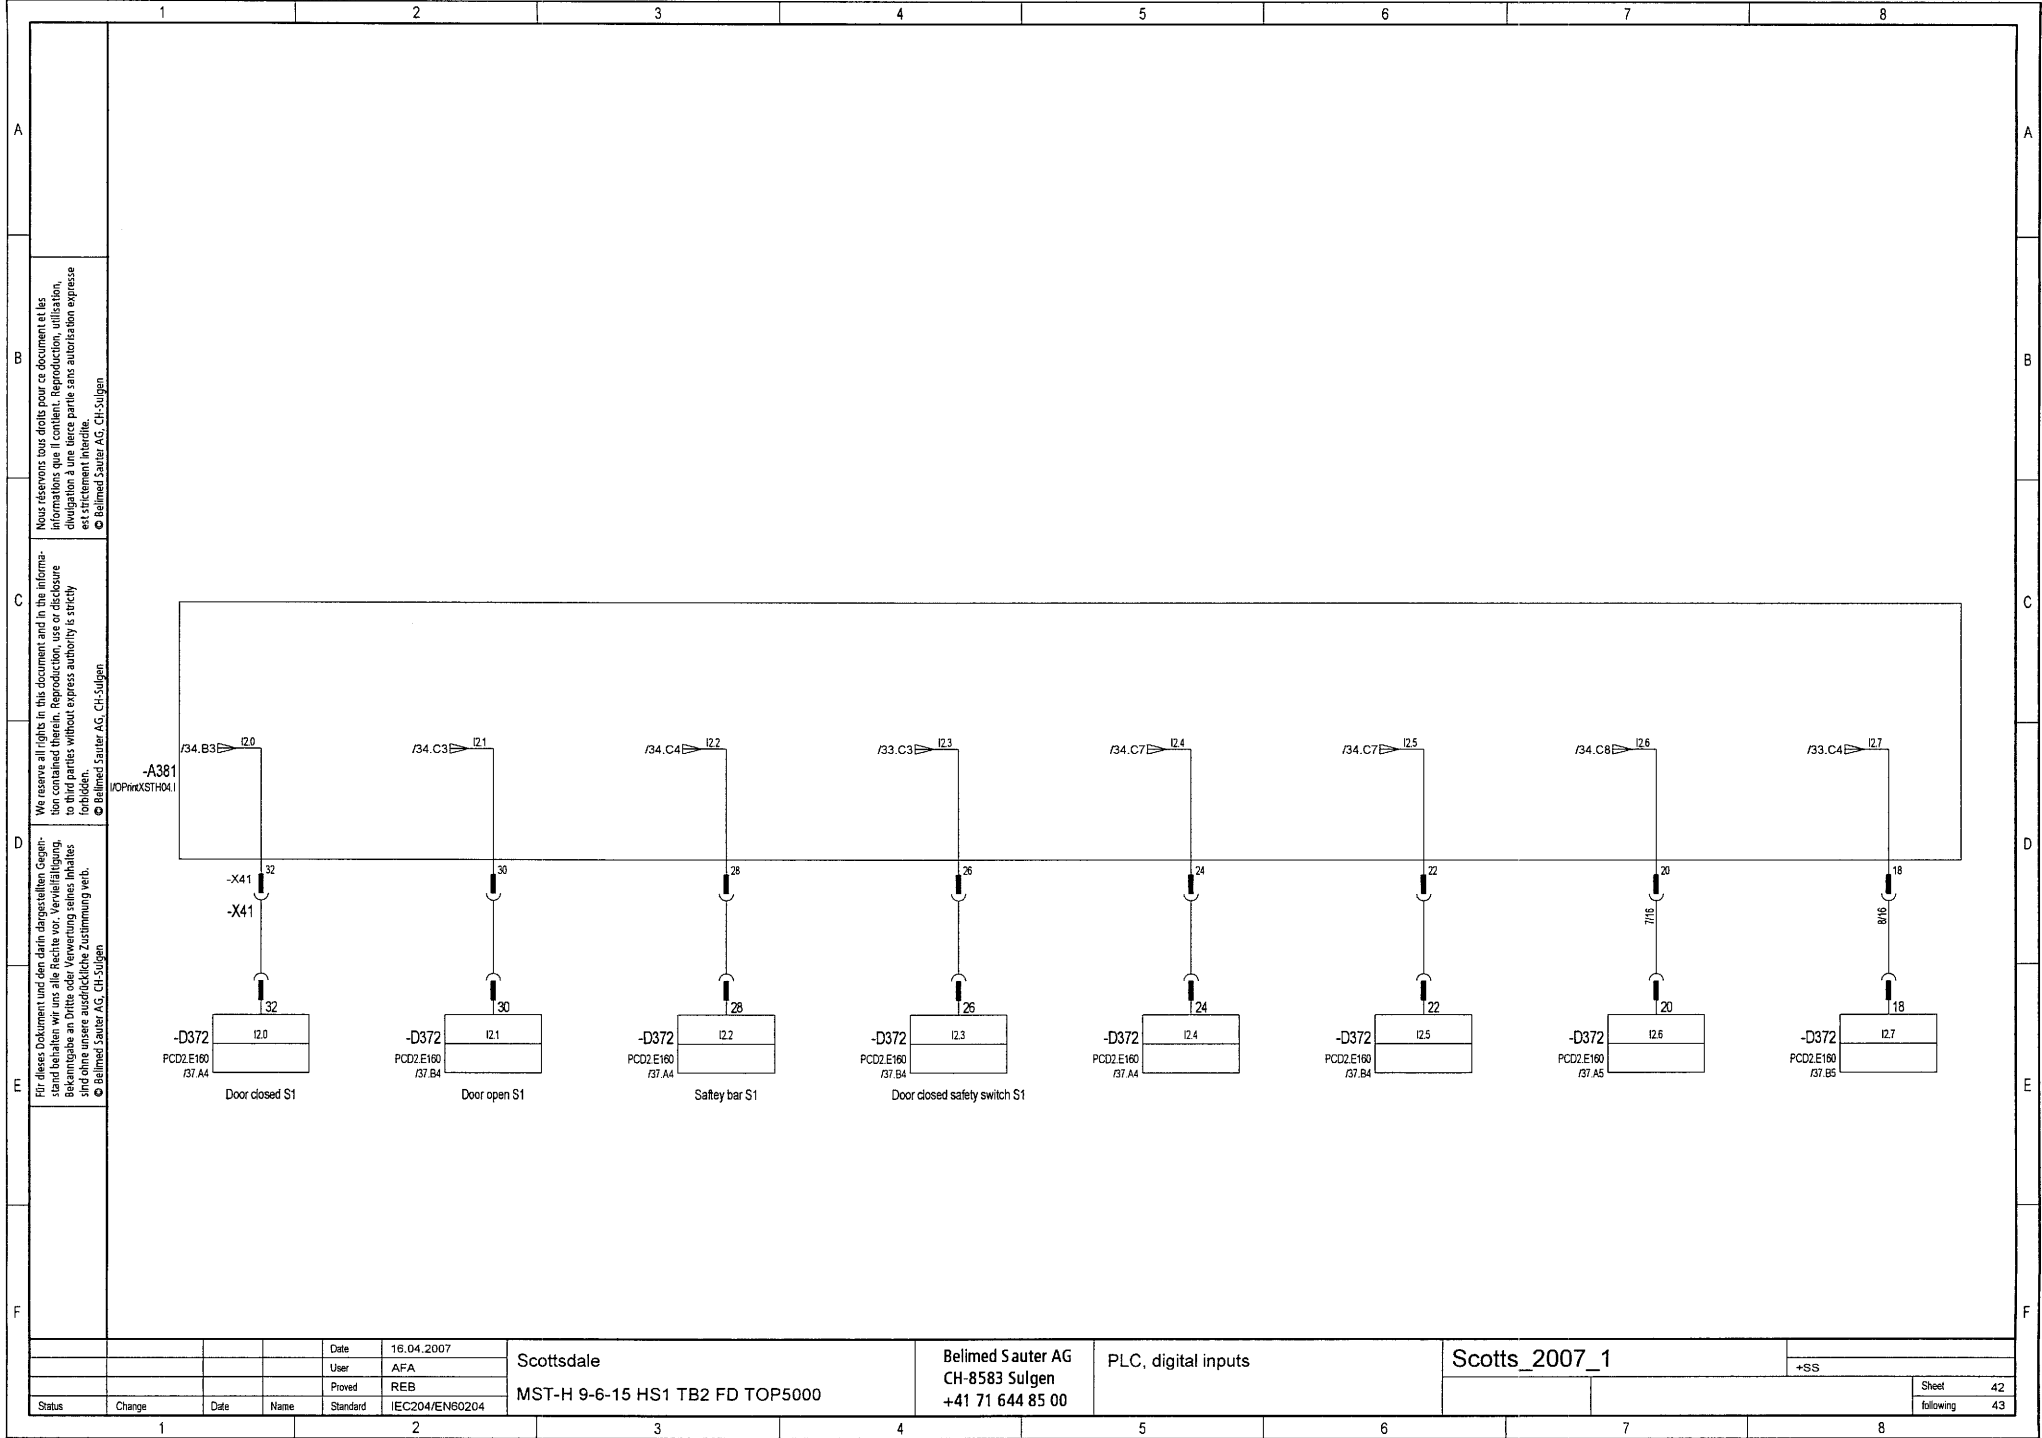 1 2 3 4 5 6 7 8
A A
B B
C C
D D
E E
F F
Nous réservons tous droits pour ce document et les
informations que il contient. Reproduction, utilisation,
divulgation à une tierce partie sans autorisation expresse
est strictement interdite.
© Belimed Sauter AG, CH-Sulgen
We reserve all rights in this document and in the informa-
tion contained therein. Reproduction, use or disclosure
to third parties without express authority is strictly
forbidden.
© Belimed Sauter AG, CH-Sulgen
Für dieses Dokument und den darin dargestellten Gegen-
stand behalten wir uns alle Rechte vor. Vervielfältigung,
Bekanntgabe an Dritte oder Verwertung seines Inhaltes
sind ohne unsere ausdrückliche Zustimmung verb.
© Belimed Sauter AG, CH-Sulgen
/34.B3 I2.0 /34.C3 I2.1 /34.C4 I2.2 /33.C3 I2.3 /34.C7 I2.4 /34.C7 I2.5 /34.C8 I2.6 /33.C4 I2.7
-A381
I/OPrintXSTH04.I
-X41 32 30 28 26 24 22 20 18
-X41 7/16 8/16
32 30 28 26 24 22 20 18
-D372 I2.0 -D372 I2.1 -D372 I2.2 -D372 I2.3 -D372 I2.4 -D372 I2.5 -D372 I2.6 -D372 I2.7
PCD2.E160 PCD2.E160 PCD2.E160 PCD2.E160 PCD2.E160 PCD2.E160 PCD2.E160 PCD2.E160
/37.A4 /37.B4 /37.A4 /37.B4 /37.A4 /37.B4 /37.A5 /37.B5
Door closed S1 Door open S1 Saftey bar S1 Door closed safety switch S1
Date 16.04.2007
User AFA
Proved REB
Status Change Date Name Standard IEC204/EN60204
Scottsdale
MST-H 9-6-15 HS1 TB2 FD TOP5000
Belimed Sauter AG
CH-8583 Sulgen
+41 71 644 85 00
PLC, digital inputs
Scotts_2007_1
+SS
Sheet 42
following 43
1 2 3 4 5 6 7 8